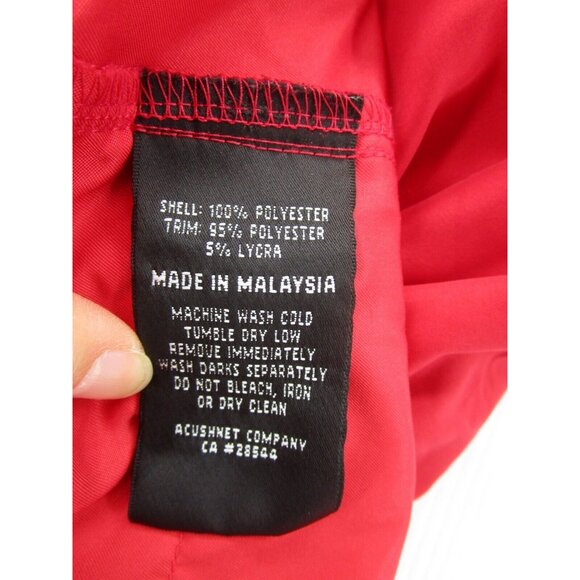 SHELL: 100% POLYESTER
TRIM: 95% POLYESTER
5% LYCRA
MADE IN MALAYSIA
MACHINE WASH COLD
TUMBLE DRY LOW
REMOVE IMMEDIATELY
WASH DARKS SEPARATELY
DO NOT BLEACH, IRON
OR DRY CLEAN
ACUSHNET COMPANY
CA #28544